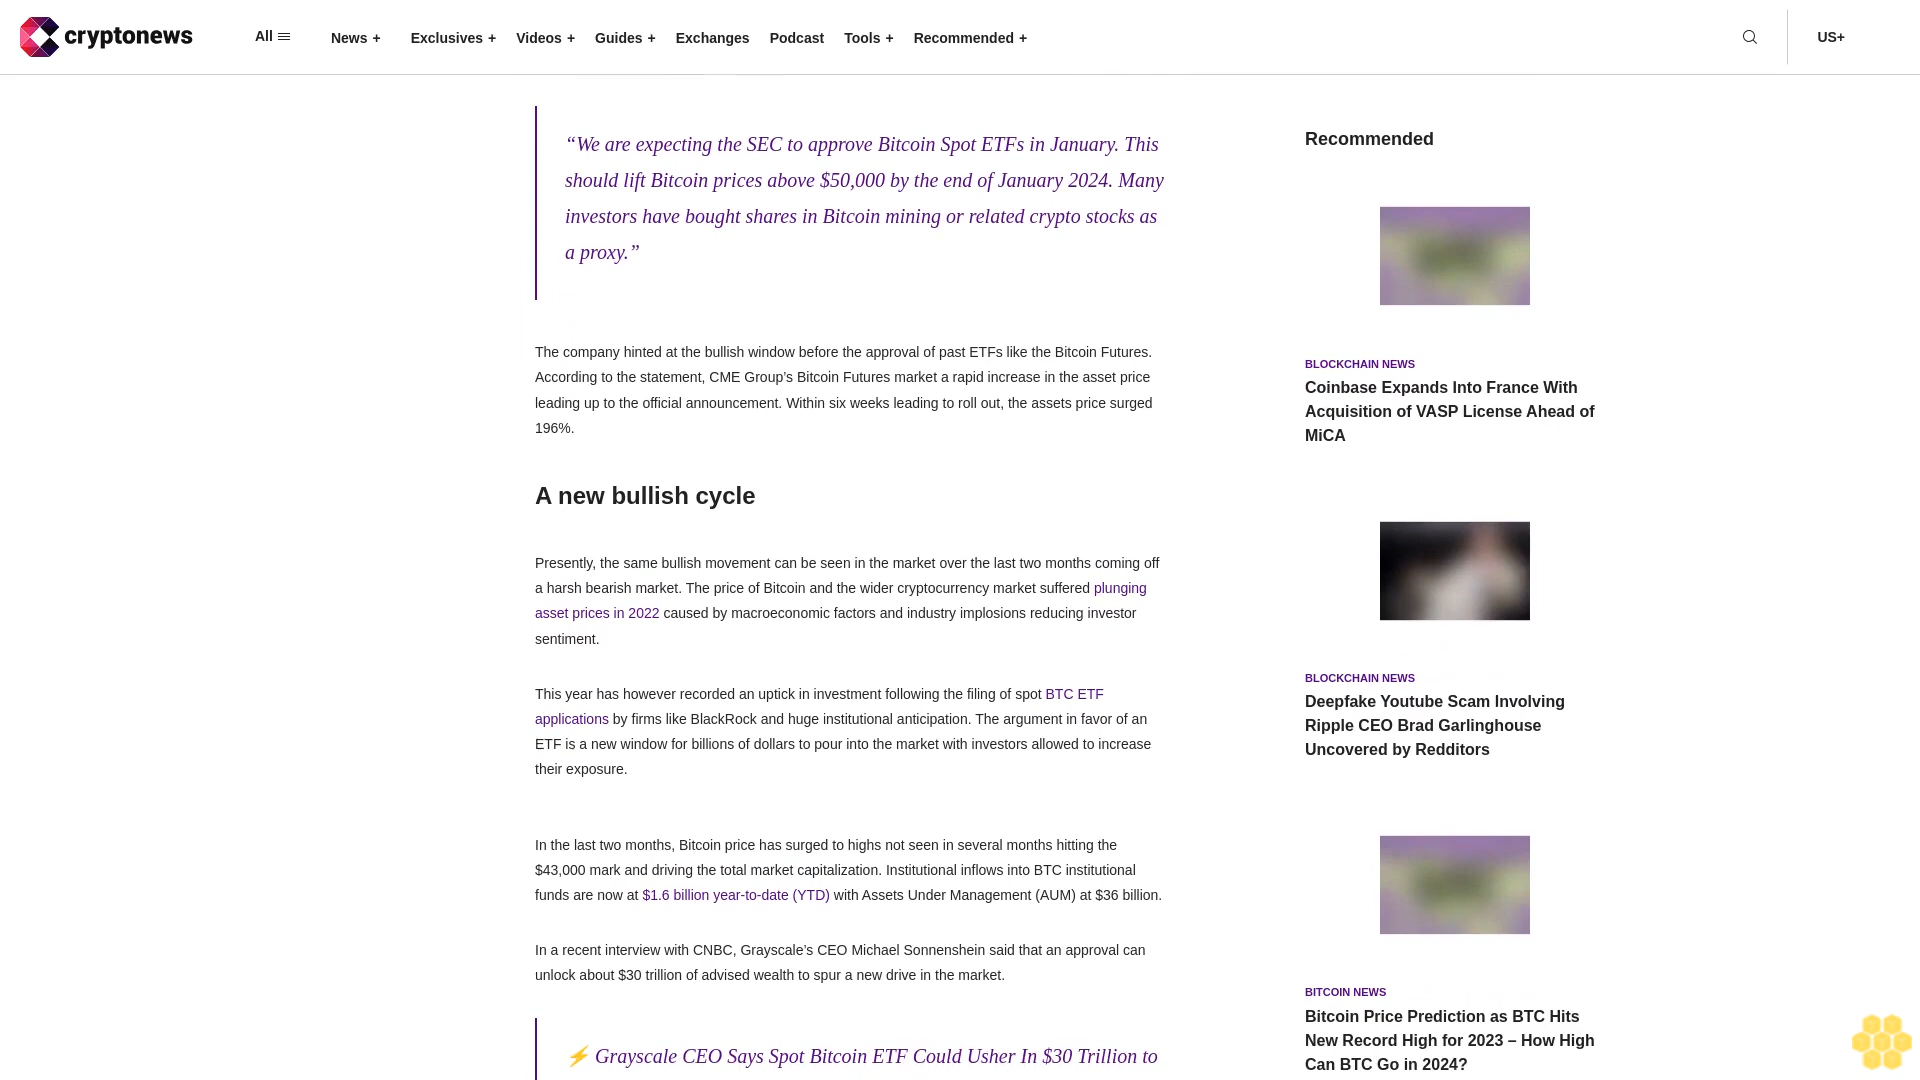 cryptonews
All
News +
Exclusives +
Videos +
Guides +
Exchanges
Podcast
Tools +
Recommended +
US+
“We are expecting the SEC to approve Bitcoin Spot ETFs in January. This
should lift Bitcoin prices above $50,000 by the end of January 2024. Many
investors have bought shares in Bitcoin mining or related crypto stocks as
a proxy.”
The company hinted at the bullish window before the approval of past ETFs like the Bitcoin Futures.
According to the statement, CME Group’s Bitcoin Futures market a rapid increase in the asset price
leading up to the official announcement. Within six weeks leading to roll out, the assets price surged
196%.
A new bullish cycle
Presently, the same bullish movement can be seen in the market over the last two months coming off
a harsh bearish market. The price of Bitcoin and the wider cryptocurrency market suffered plunging
asset prices in 2022 caused by macroeconomic factors and industry implosions reducing investor
sentiment.
This year has however recorded an uptick in investment following the filing of spot BTC ETF
applications by firms like BlackRock and huge institutional anticipation. The argument in favor of an
ETF is a new window for billions of dollars to pour into the market with investors allowed to increase
their exposure.
In the last two months, Bitcoin price has surged to highs not seen in several months hitting the
$43,000 mark and driving the total market capitalization. Institutional inflows into BTC institutional
funds are now at $1.6 billion year-to-date (YTD) with Assets Under Management (AUM) at $36 billion.
In a recent interview with CNBC, Grayscale’s CEO Michael Sonnenshein said that an approval can
unlock about $30 trillion of advised wealth to spur a new drive in the market.
⚡ Grayscale CEO Says Spot Bitcoin ETF Could Usher In $30 Trillion to
Recommended
BLOCKCHAIN NEWS
Coinbase Expands Into France With
Acquisition of VASP License Ahead of
MiCA
BLOCKCHAIN NEWS
Deepfake Youtube Scam Involving
Ripple CEO Brad Garlinghouse
Uncovered by Redditors
BITCOIN NEWS
Bitcoin Price Prediction as BTC Hits
New Record High for 2023 – How High
Can BTC Go in 2024?